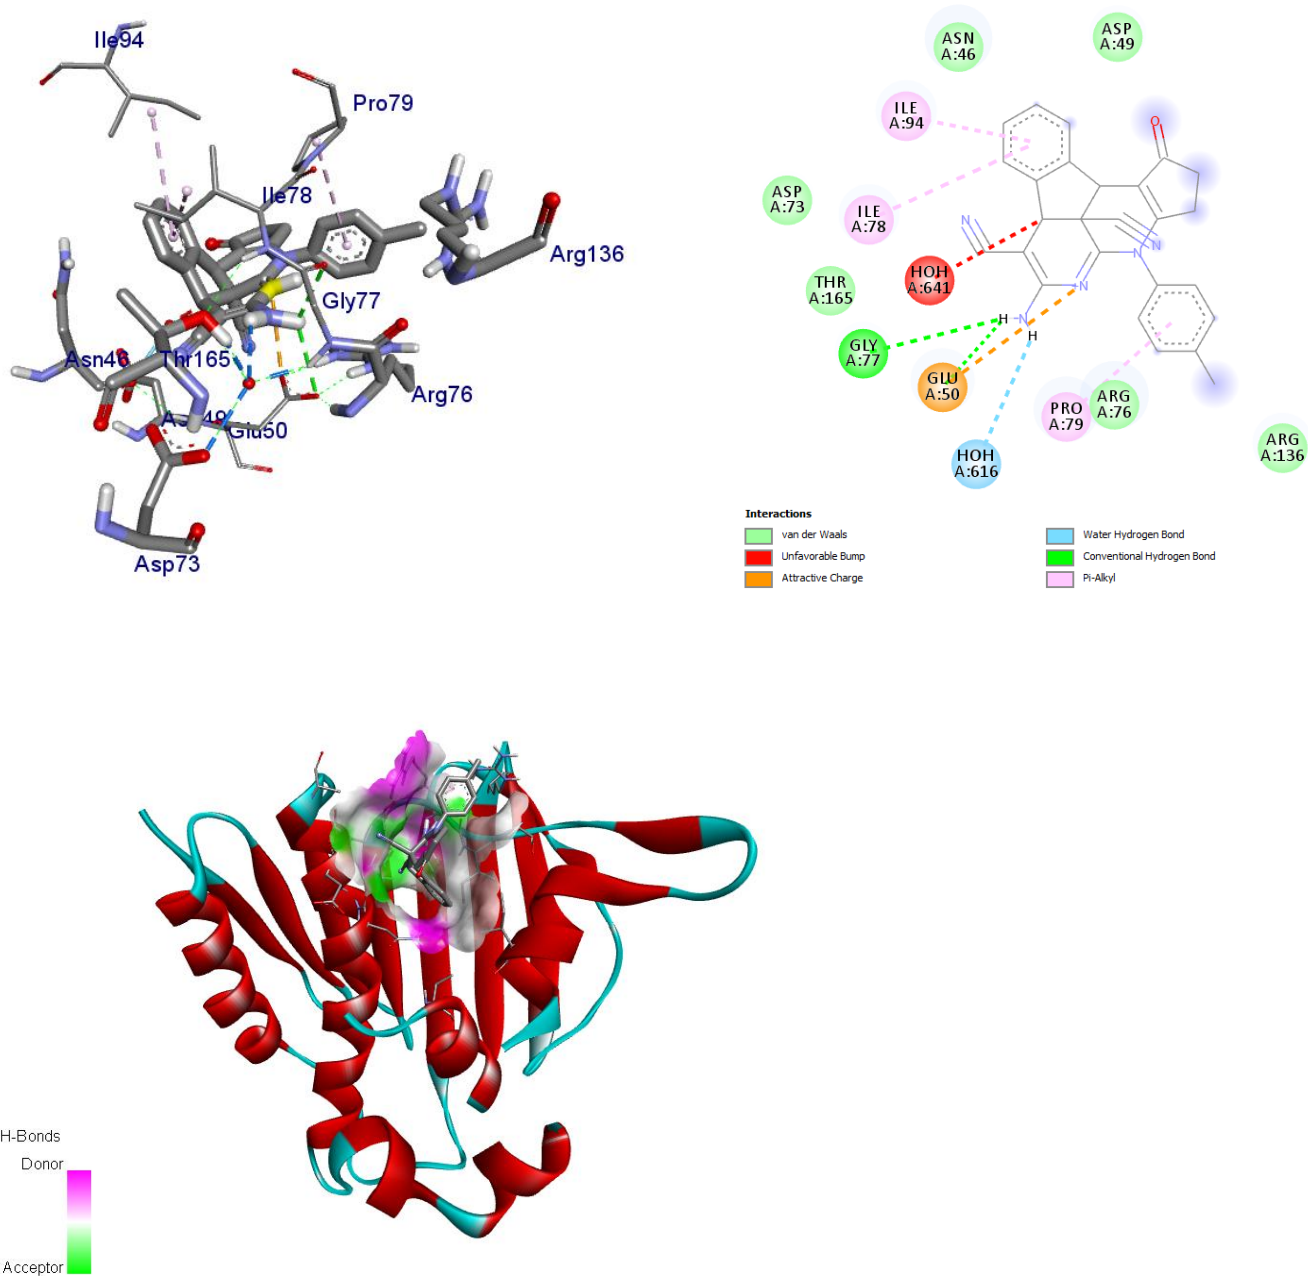 Ile94
Pro79
Ile78
Arg136
Gly77
Asn46
Thr165
Arg76
Glu50
Asp73
ASN
A:46
ASP
A:49
ILE
A:94
ASP
A:73
ILE
A:78
HOH
A:641
THR
A:165
GLY
A:77
GLU
A:50
PRO
A:79
ARG
A:76
ARG
A:136
HOH
A:616
O
N
N
N
N
H
N
H
Interactions
van der Waals
Unfavorable Bump
Attractive Charge
Water Hydrogen Bond
Conventional Hydrogen Bond
Pi-Alkyl
H-Bonds
Donor
Acceptor